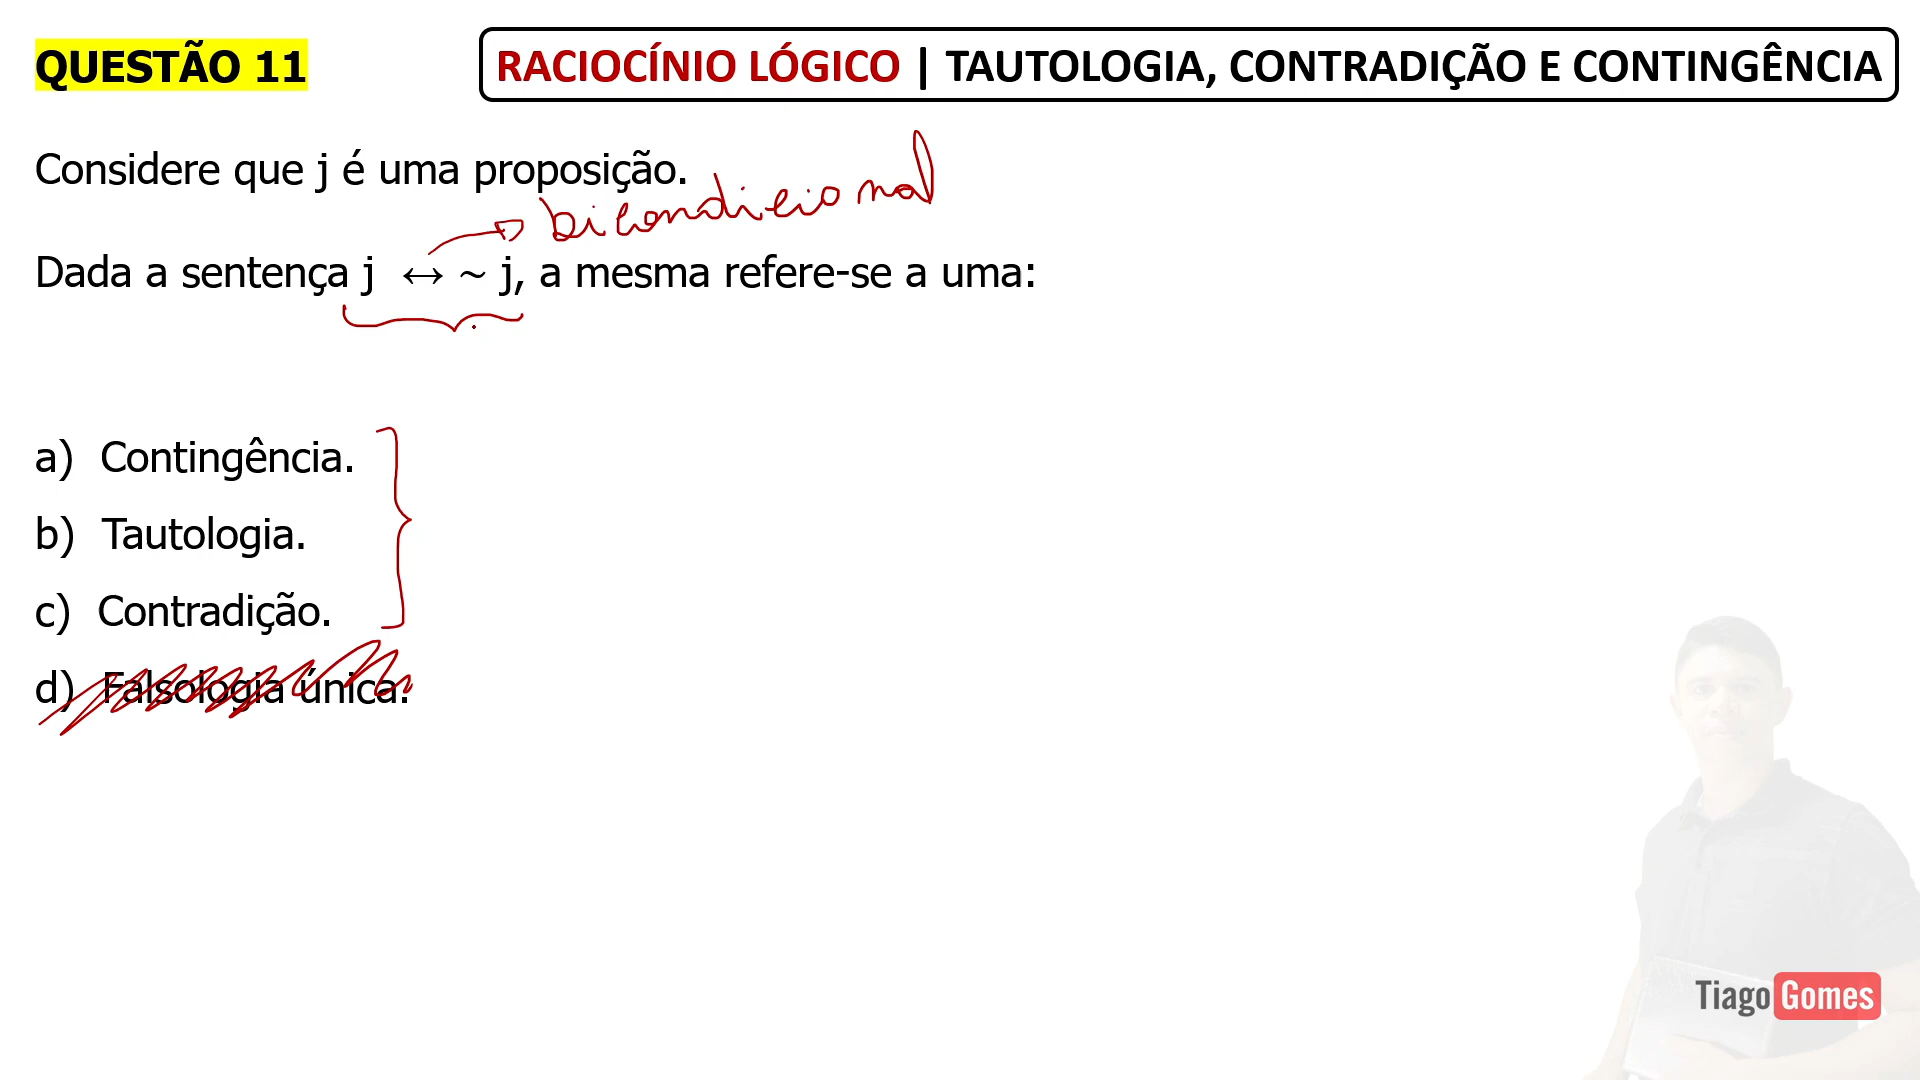 QUESTÃO 11
RACIOCÍNIO LÓGICO | TAUTOLOGIA, CONTRADIÇÃO E CONTINGÊNCIA
Considere que j é uma proposição.
bicondicional
Dada a sentença j ↔ ~ j, a mesma refere-se a uma:
a) Contingência.
b) Tautologia.
c) Contradição.
d) Falsologia única.
Tiago Gomes